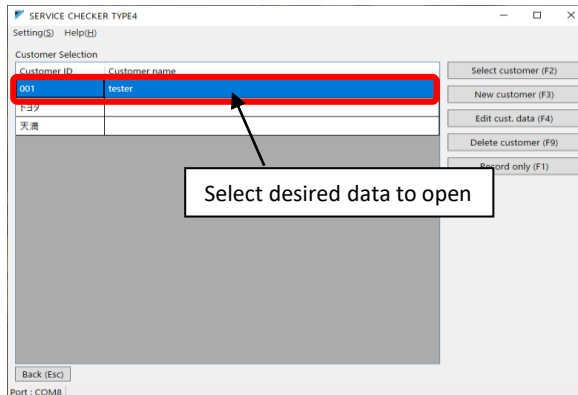 SERVICE CHECKER TYPE4
Setting(S) Help(H)
Customer Selection
Customer ID Customer name
001 tester
トヨタ
天満
Select customer (F2)
New customer (F3)
Edit cust. data (F4)
Delete customer (F9)
Record only (F1)
Select desired data to open
Back (Esc)
Port : COM8